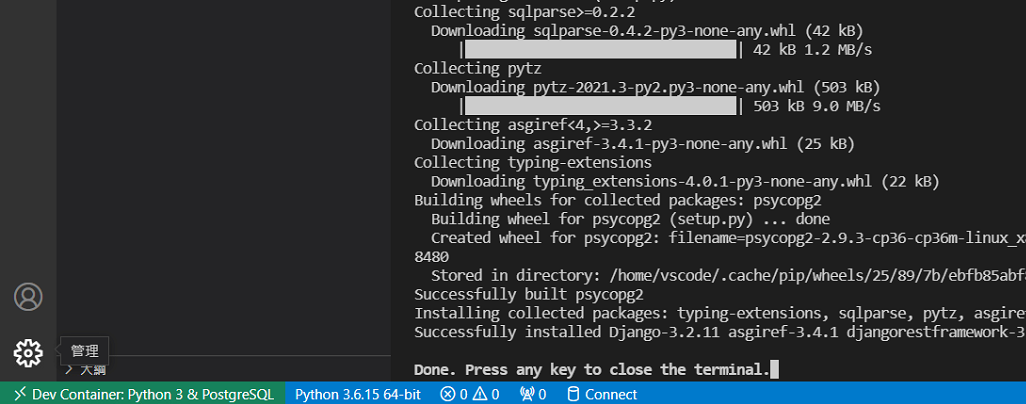 Collecting sqlparse>=0.2.2
Downloading sqlparse-0.4.2-py3-none-any.whl (42 kB)
| | 42 kB 1.2 MB/s
Collecting pytz
Downloading pytz-2021.3-py2.py3-none-any.whl (503 kB)
| | 503 kB 9.0 MB/s
Collecting asgiref<4,>=3.3.2
Downloading asgiref-3.4.1-py3-none-any.whl (25 kB)
Collecting typing-extensions
Downloading typing_extensions-4.0.1-py3-none-any.whl (22 kB)
Building wheels for collected packages: psycopg2
Building wheel for psycopg2 (setup.py) ... done
Created wheel for psycopg2: filename=psycopg2-2.9.3-cp36-cp36m-linux_x
8480
Stored in directory: /home/vscode/.cache/pip/wheels/25/89/7b/ebfb85abf
Successfully built psycopg2
Installing collected packages: typing-extensions, sqlparse, pytz, asgire
Successfully installed Django-3.2.11 asgiref-3.4.1 djangorestframework-3
Done. Press any key to close the terminal.
管理
大綱
Dev Container: Python 3 & PostgreSQL Python 3.6.15 64-bit 0 0 0 Connect